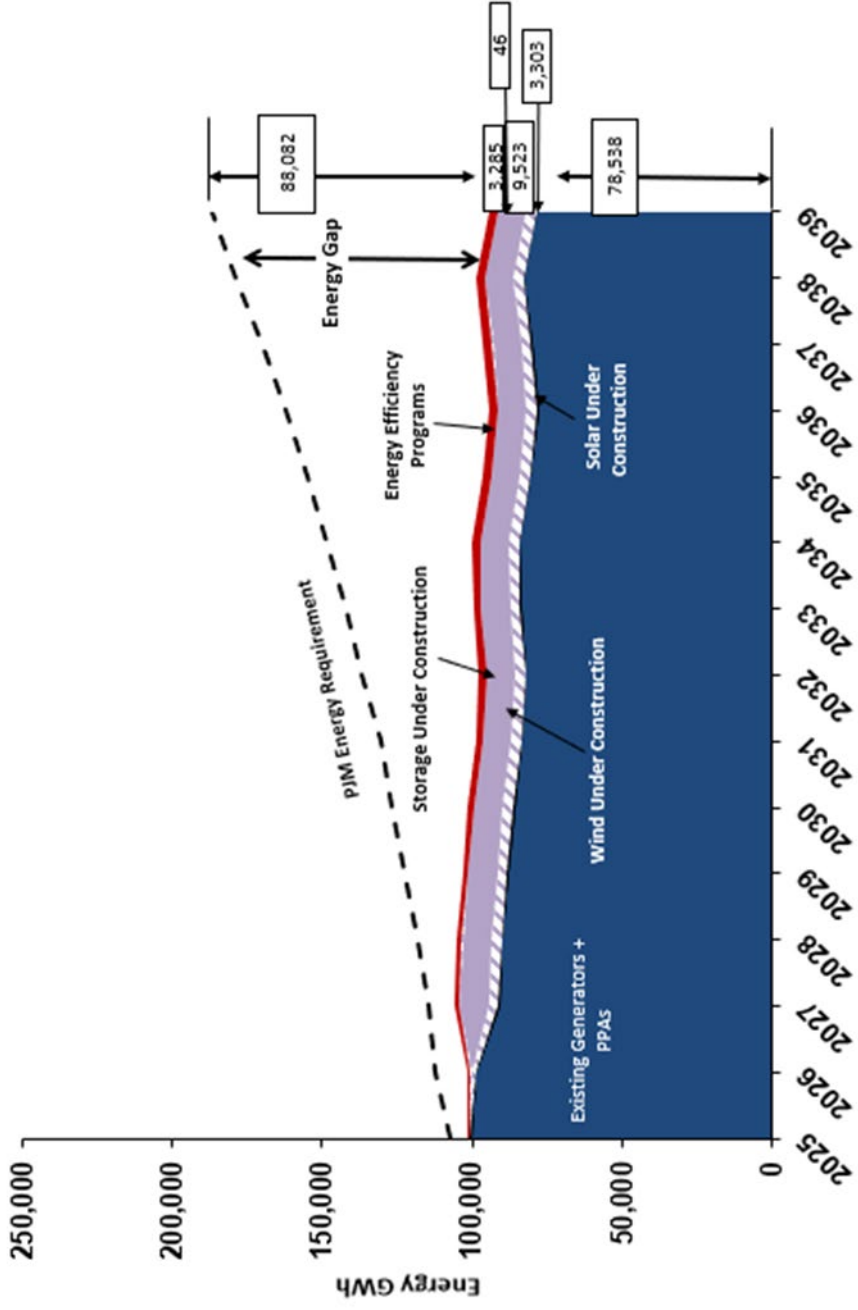 250,000
200,000
150,000
100,000
50,000
0
Energy GWh
PJM Energy Requirement
Storage Under Construction
Energy Efficiency
Programs
Energy Gap
Existing Generators +
PPAs
Wind Under Construction
Solar Under
Construction
88,082
46
3,285
9,523
3,303
78,538
2025
2026
2027
2028
2029
2030
2031
2032
2033
2034
2035
2036
2037
2038
2039